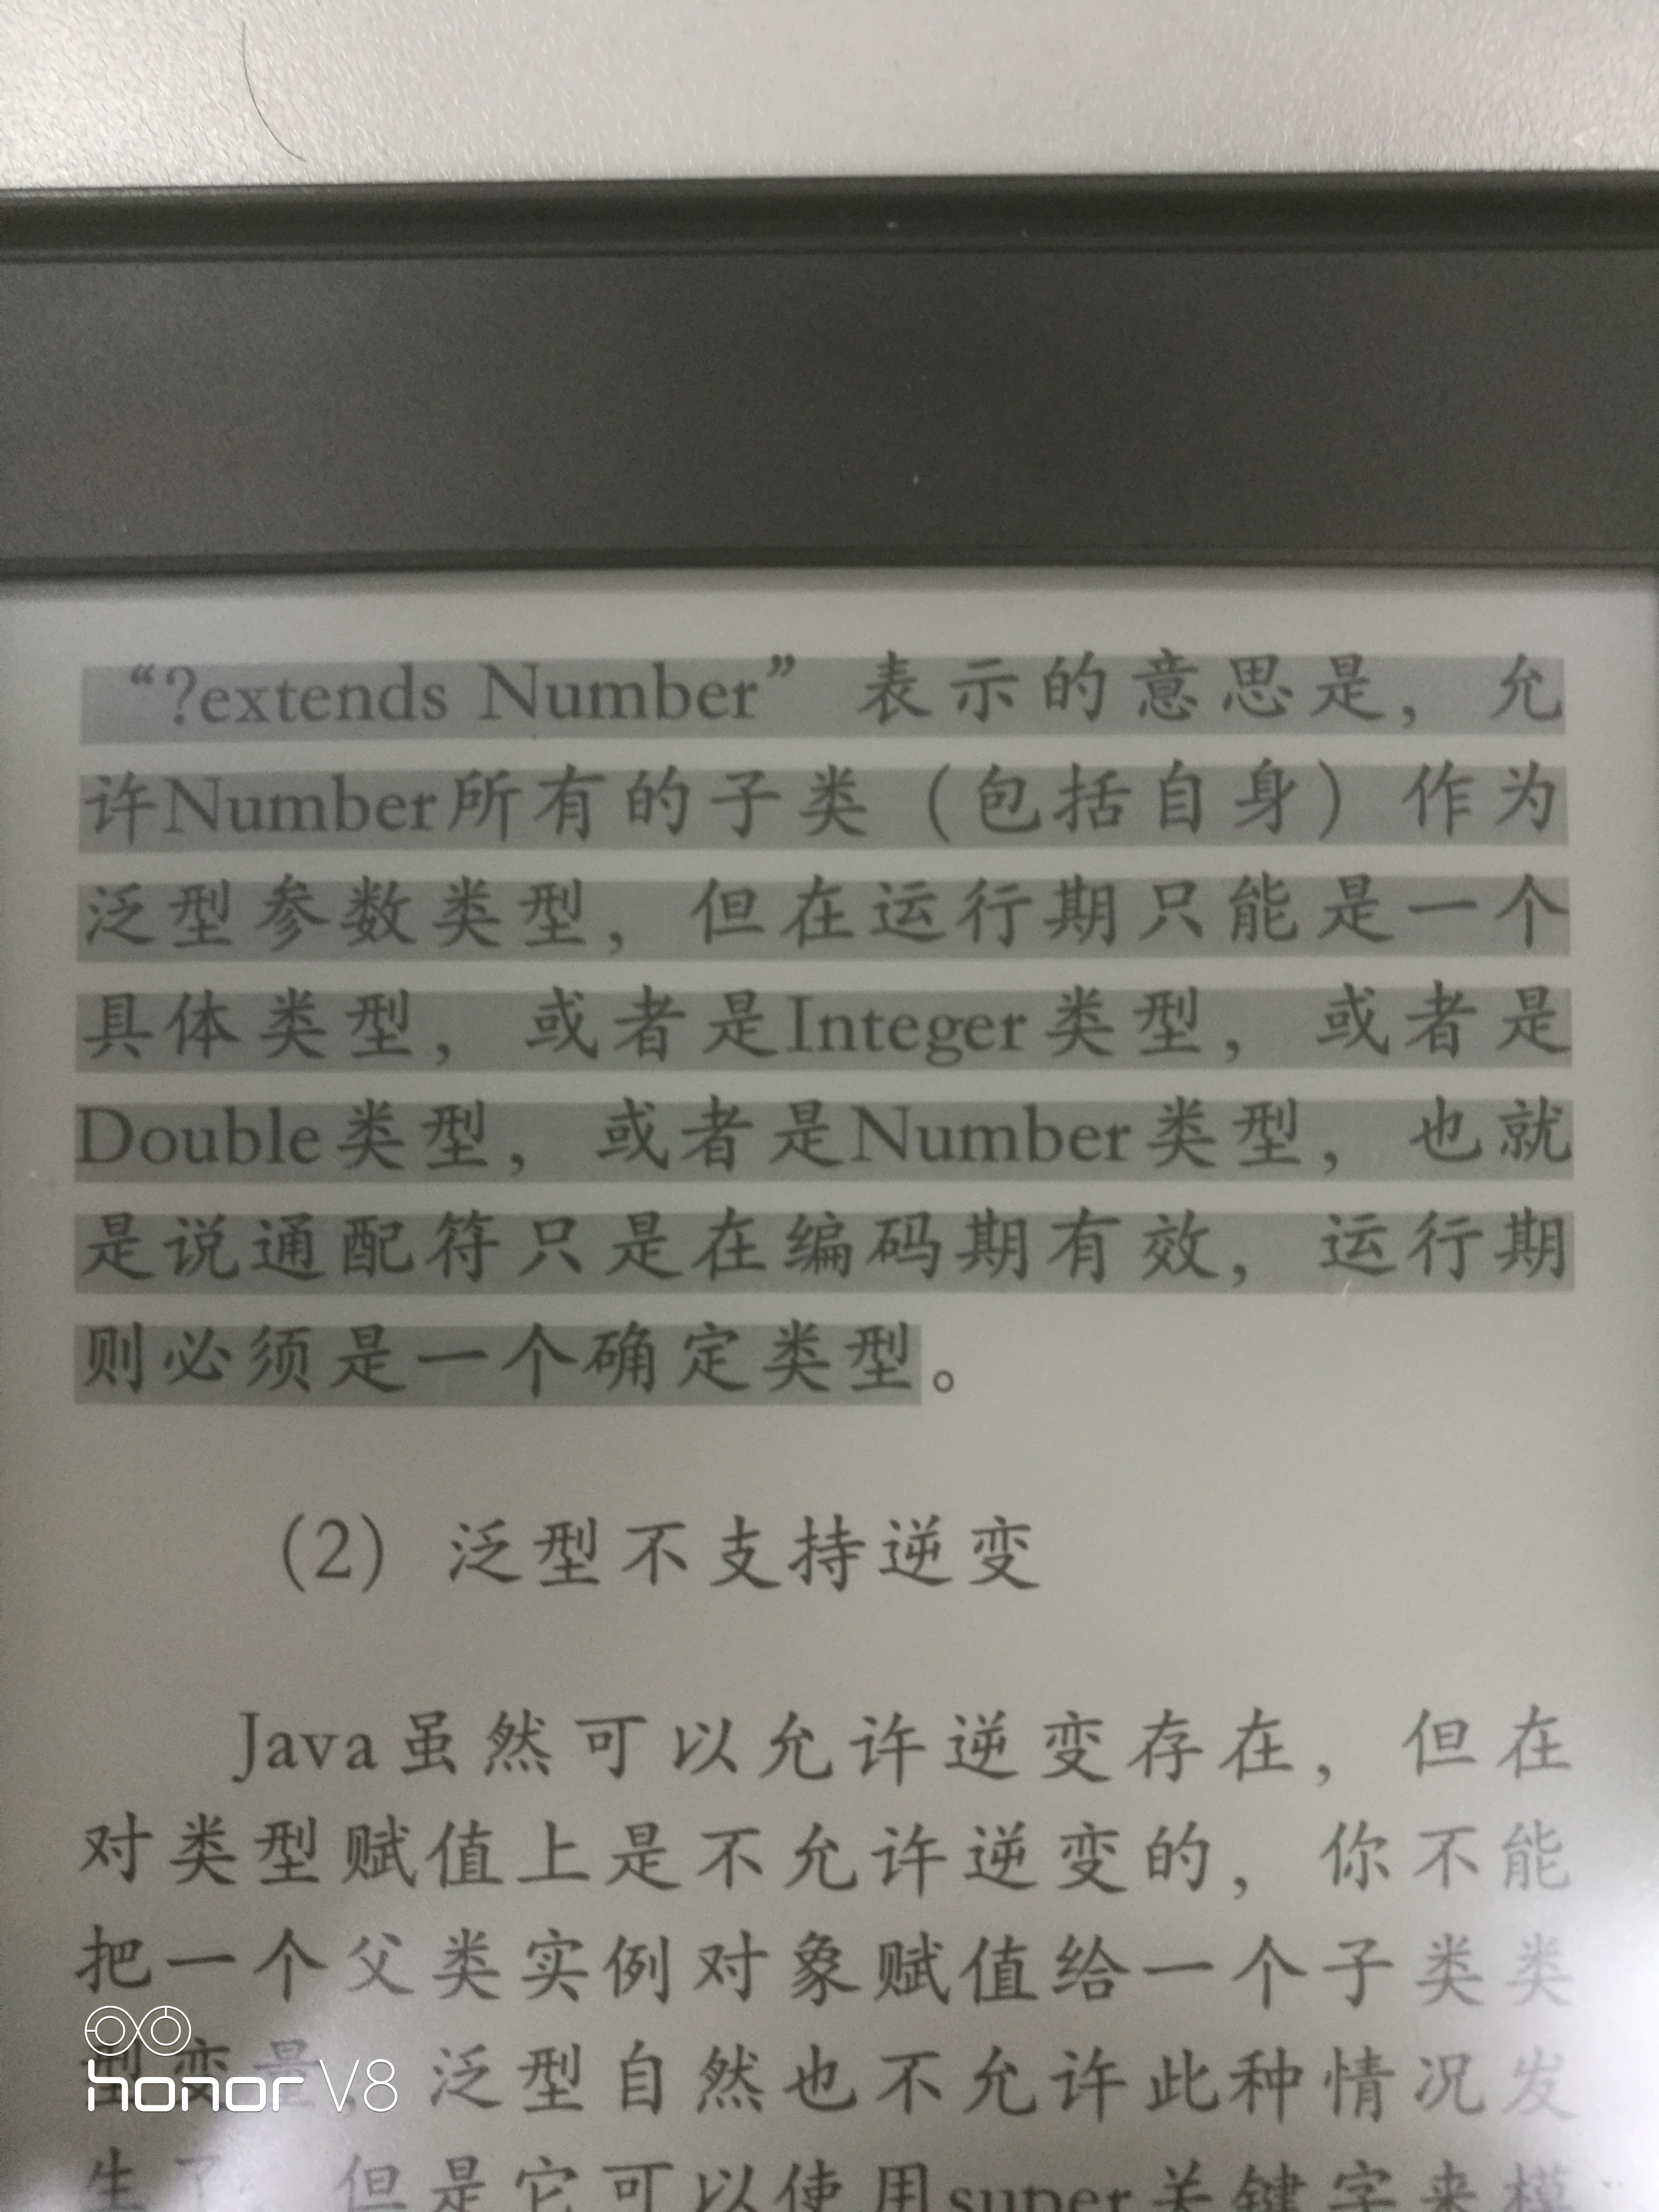 “?extends Number” 表示的意思是，允
许Number所有的子类（包括自身）作为
泛型参数类型，但在运行期只能是一个
具体类型，或者是Integer类型，或者是
Double类型，或者是Number类型，也就
是说通配符只是在编码期有效，运行期
则必须是一个确定类型。
（2）泛型不支持逆变
Java虽然可以允许逆变存在，但在
对类型赋值上是不允许逆变的，你不能
把一个父类实例对象赋值给一个子类类
型变量，泛型自然也不允许此种情况发
生了，但是它可以使用super关键字来模
honor V8